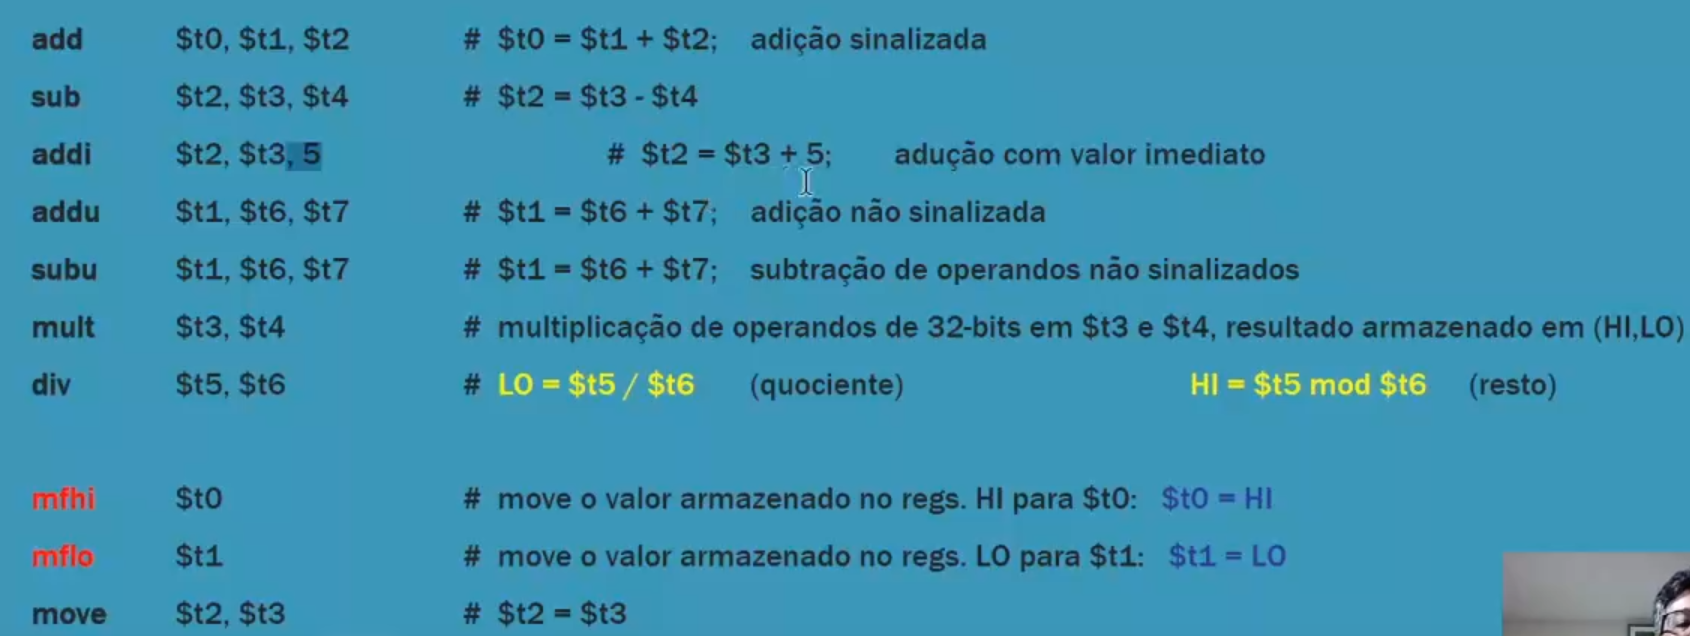 add $t0, $t1, $t2 # $t0 = $t1 + $t2; adição sinalizada
sub $t2, $t3, $t4 # $t2 = $t3 - $t4
addi $t2, $t3, 5 # $t2 = $t3 + 5; adução com valor imediato
addu $t1, $t6, $t7 # $t1 = $t6 + $t7; adição não sinalizada
subu $t1, $t6, $t7 # $t1 = $t6 + $t7; subtração de operandos não sinalizados
mult $t3, $t4 # multiplicação de operandos de 32-bits em $t3 e $t4, resultado armazenado em (HI,LO)
div $t5, $t6 # LO = $t5 / $t6 (quociente) HI = $t5 mod $t6 (resto)
mfhi $t0 # move o valor armazenado no regs. HI para $t0: $t0 = HI
mflo $t1 # move o valor armazenado no regs. LO para $t1: $t1 = LO
move $t2, $t3 # $t2 = $t3